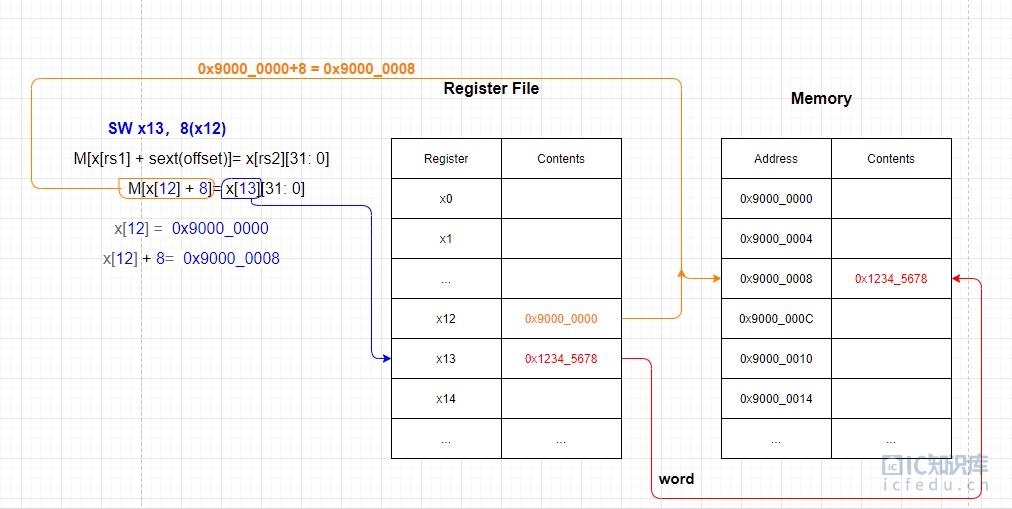 0x9000_0000+8 = 0x9000_0008
Register File
Memory
SW x13，8(x12)
M[x[rs1] + sext(offset)]= x[rs2][31: 0]
M[x[12] + 8]= x[13][31: 0]
x[12] = 0x9000_0000
x[12] + 8= 0x9000_0008
Register Contents
x0
x1
...
x12 0x9000_0000
x13 0x1234_5678
x14
... ...
Address Contents
0x9000_0000
0x9000_0004
0x9000_0008 0x1234_5678
0x9000_000C
0x9000_0010
0x9000_0014
... ...
word
IC知识库
icfedu.cn